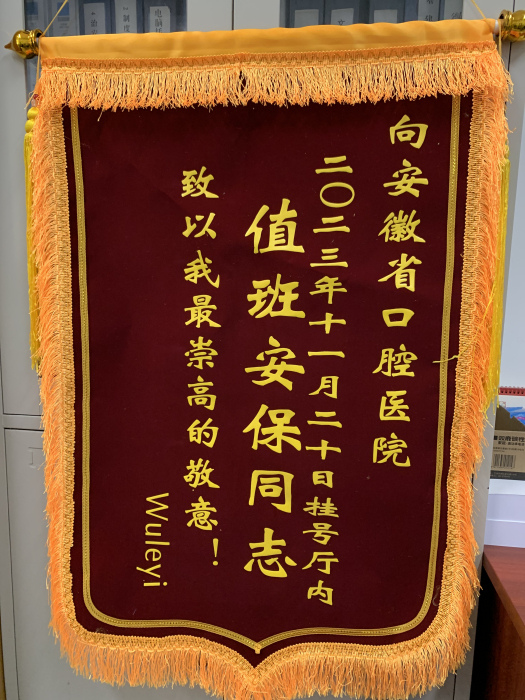 向安徽省口腔医院
二〇二三年十一月二十日挂号厅内
值班安保同志
致以我最崇高的敬意！
Wuleyi